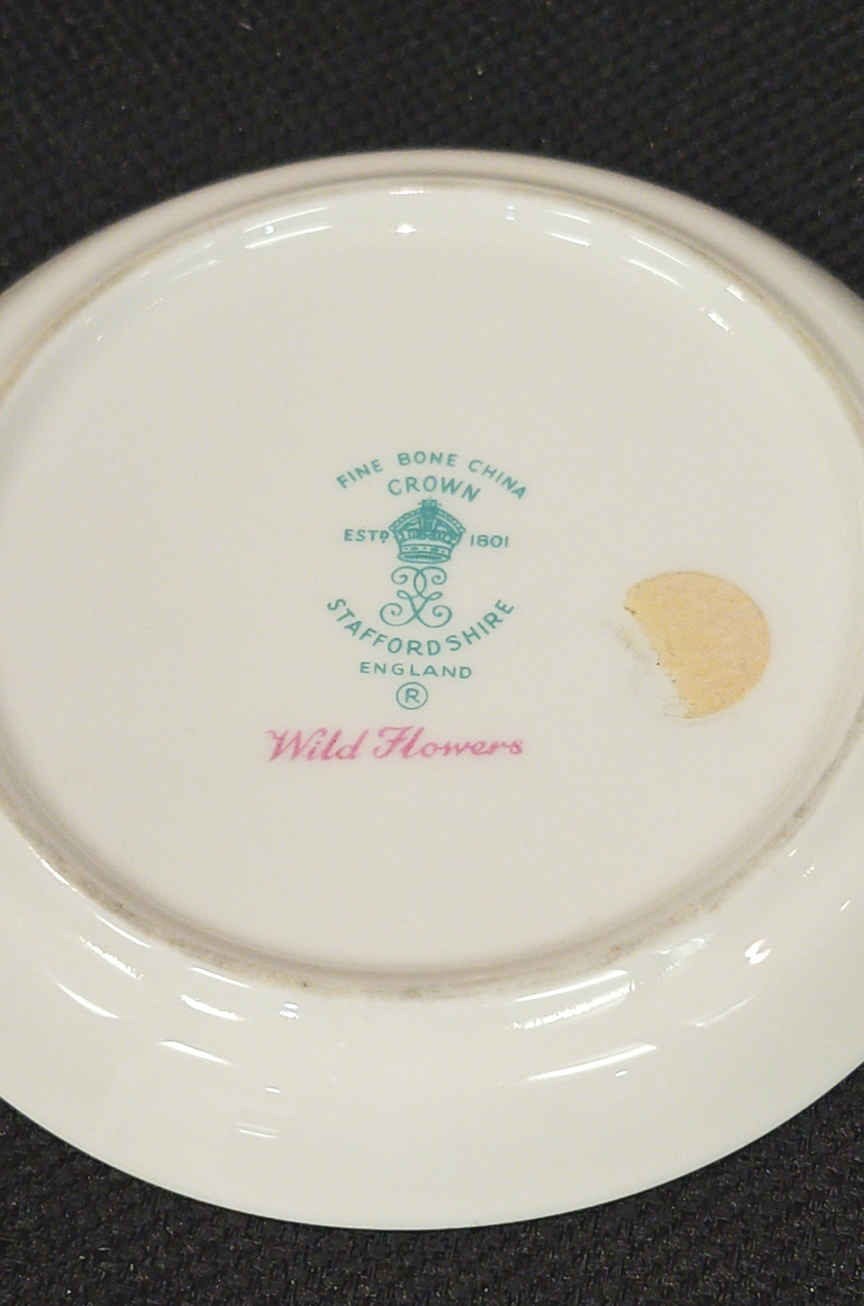 FINE BONE CHINA
CROWN
ESTD 1801
STAFFORDSHIRE
ENGLAND
®
Wild Flowers